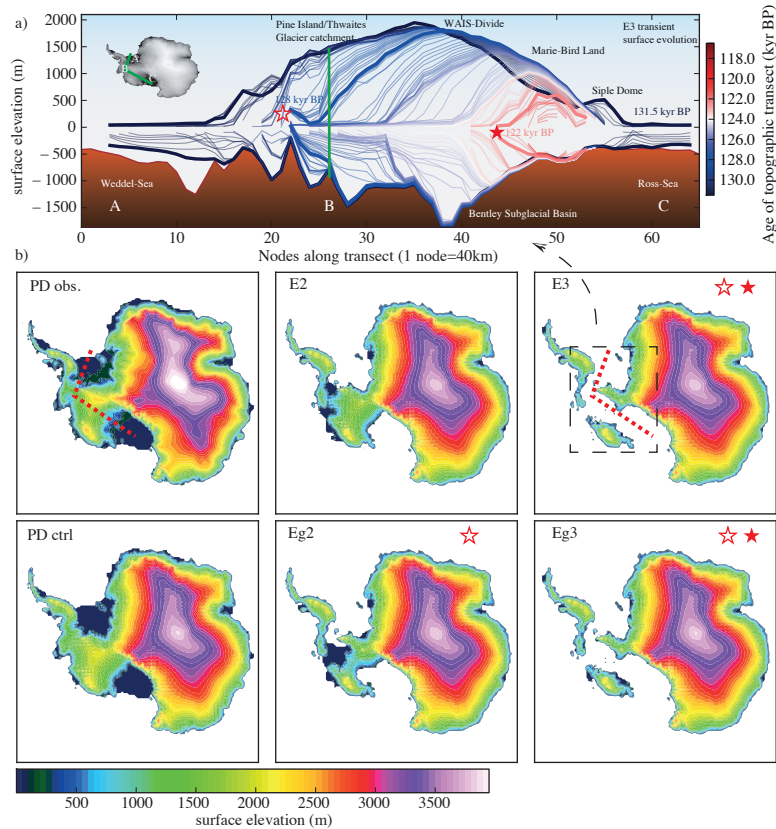 a)
Pine Island/Thwaites
Glacier catchment
WAIS-Divide
E3 transient
surface evolution
Marie-Bird Land
Siple Dome
128 kyr BP
122 kyr BP
131.5 kyr BP
surface elevation (m)
2000
1500
1000
500
0
− 500
− 1000
− 1500
Weddel-Sea
Ross-Sea
Bentley Subglacial Basin
A
B
C
0
10
20
30
40
50
60
Nodes along transect (1 node=40km)
118.0
120.0
122.0
124.0
126.0
128.0
130.0
Age of topographic transect (kyr BP)
b)
PD obs.
E2
E3
PD ctrl
Eg2
Eg3
500
1000
1500
2000
2500
3000
3500
surface elevation (m)